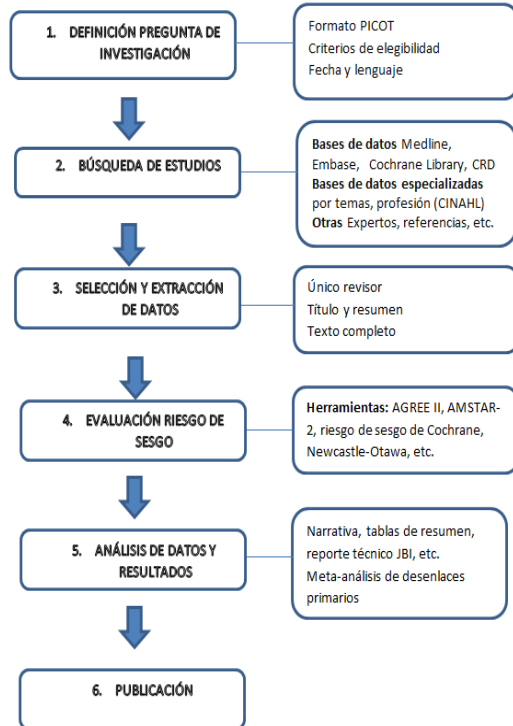 1. DEFINICIÓN PREGUNTA DE
INVESTIGACIÓN
Formato PICOT
Criterios de elegibilidad
Fecha y lenguaje
2. BÚSQUEDA DE ESTUDIOS
Bases de datos Medline,
Embase, Cochrane Library, CRD
Bases de datos especializadas
por temas, profesión (CINAHL)
Otras Expertos, referencias, etc.
3. SELECCIÓN Y EXTRACCIÓN
DE DATOS
Único revisor
Título y resumen
Texto completo
4. EVALUACIÓN RIESGO DE
SESGO
Herramientas: AGREE II, AMSTAR-
2, riesgo de sesgo de Cochrane,
Newcastle-Otawa, etc.
5. ANÁLISIS DE DATOS Y
RESULTADOS
Narrativa, tablas de resumen,
reporte técnico JBI, etc.
Meta-análisis de desenlaces
primarios
6. PUBLICACIÓN